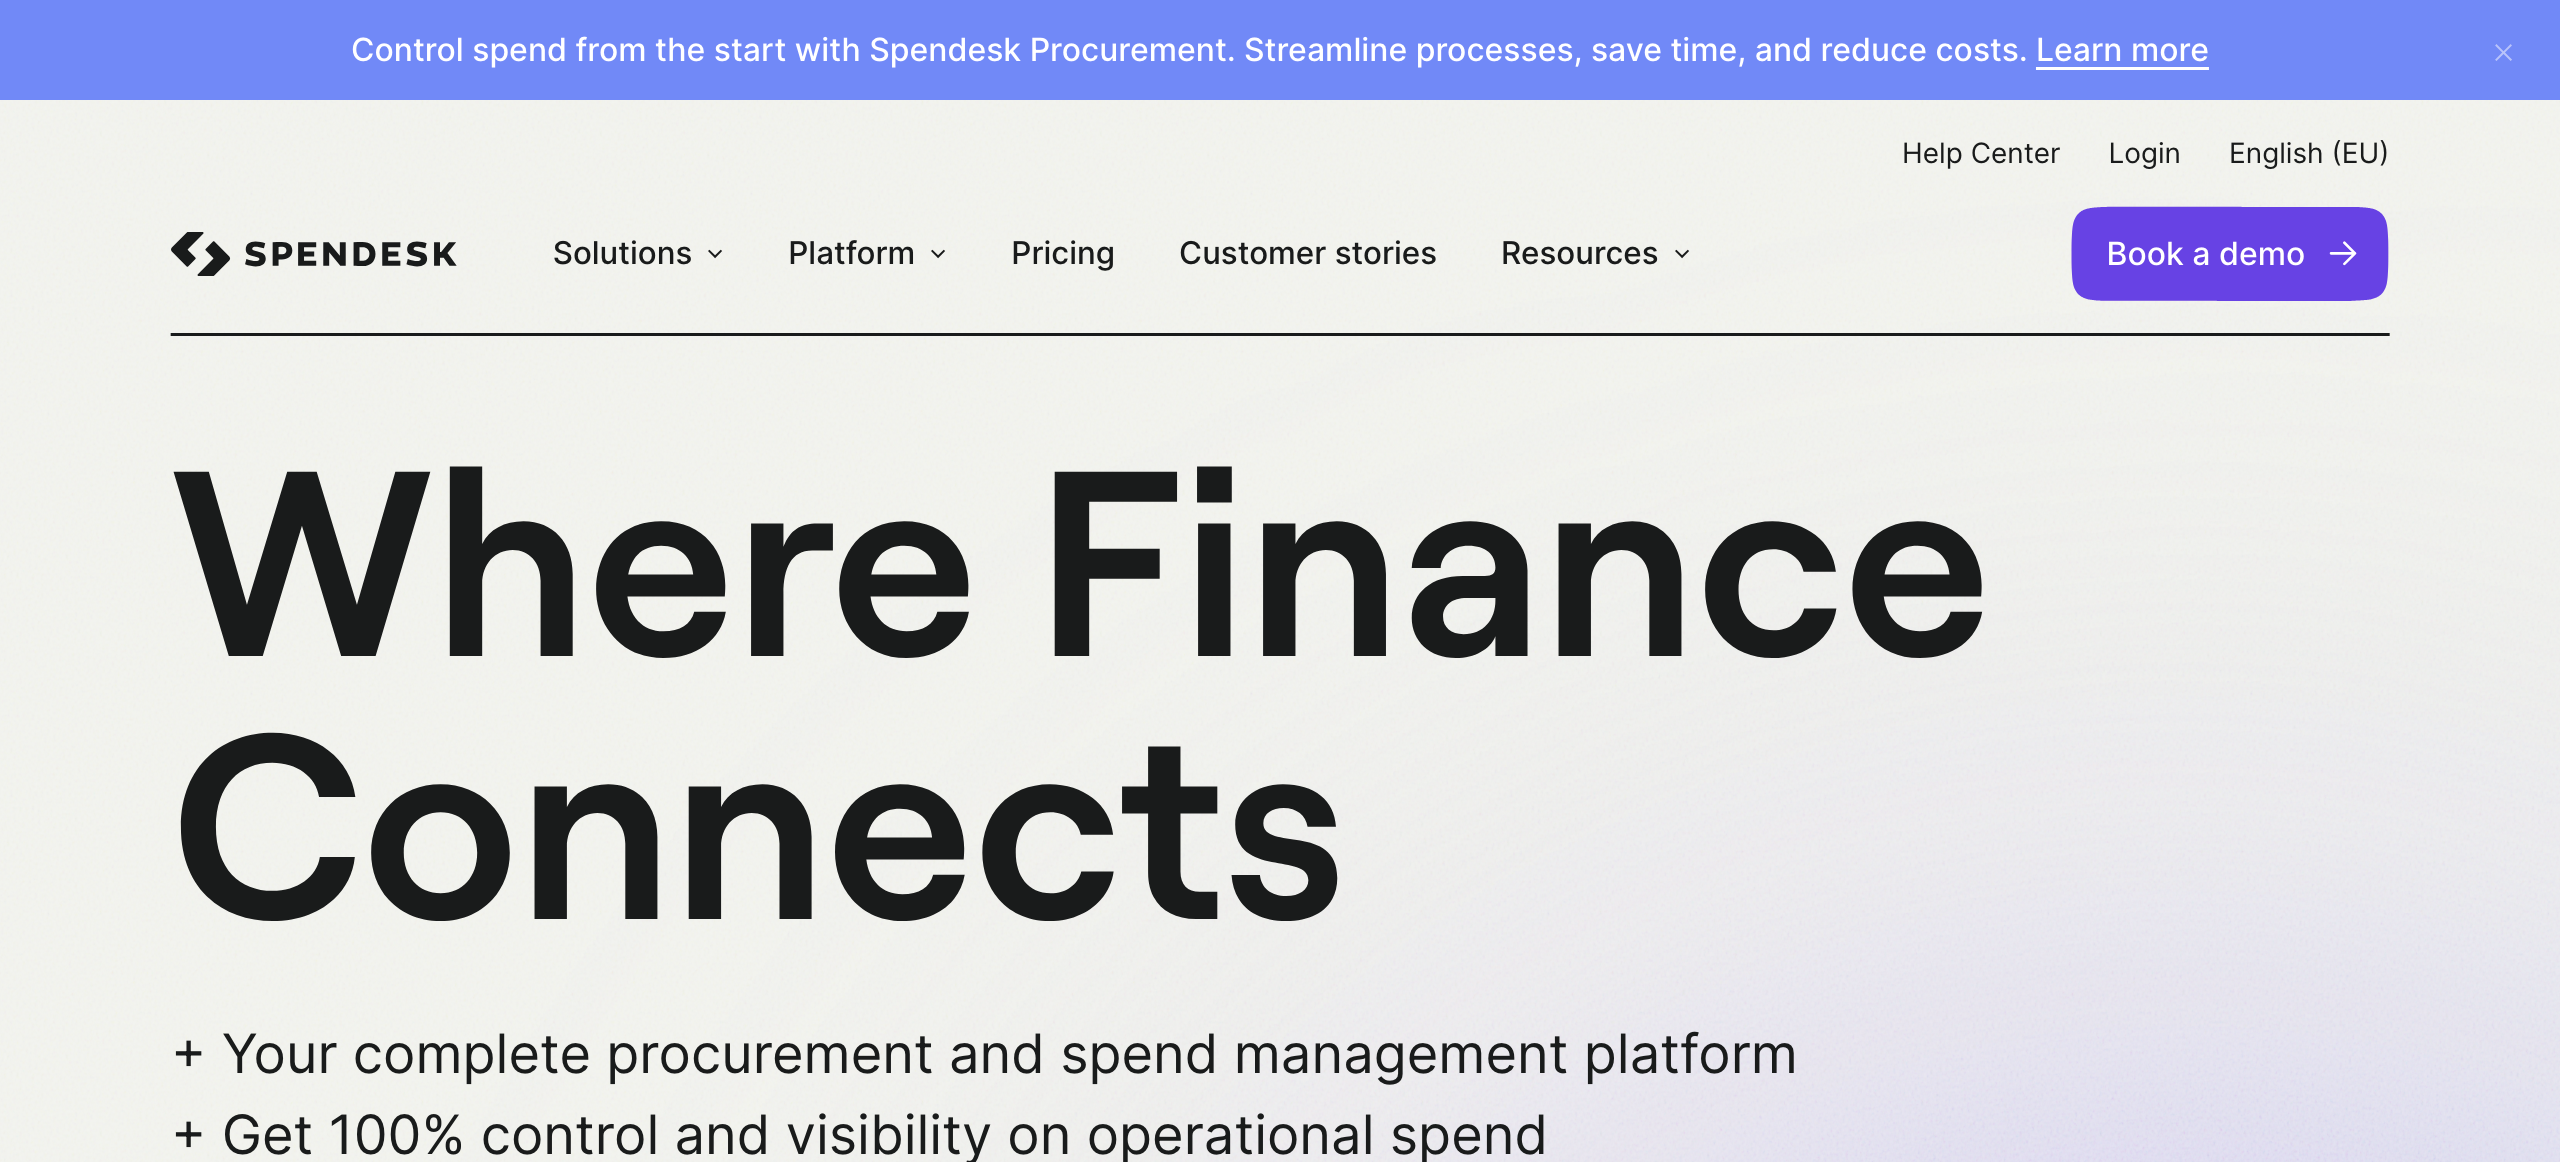 Control spend from the start with Spendesk Procurement. Streamline processes, save time, and reduce costs. Learn more
Help Center Login English (EU)
SPENDESK Solutions Platform Pricing Customer stories Resources Book a demo →
Where Finance
Connects
+ Your complete procurement and spend management platform
+ Get 100% control and visibility on operational spend